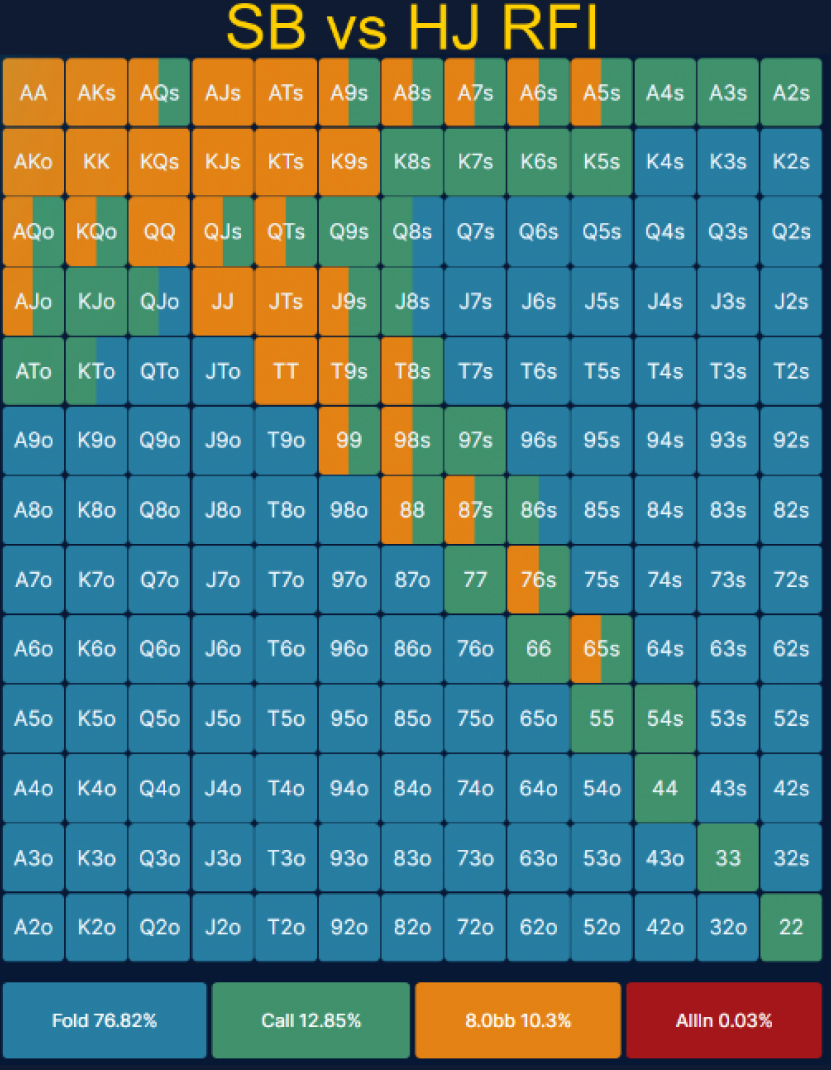 SB vs HJ RFI
AA AKs AQs AJs ATs A9s A8s A7s A6s A5s A4s A3s A2s
AKo KK KQs KJs KTs K9s K8s K7s K6s K5s K4s K3s K2s
AQo KQo QQ QJs QTs Q9s Q8s Q7s Q6s Q5s Q4s Q3s Q2s
AJo KJo QJo JJ JTs J9s J8s J7s J6s J5s J4s J3s J2s
ATo KTo QTo JTo TT T9s T8s T7s T6s T5s T4s T3s T2s
A9o K9o Q9o J9o T9o 99 98s 97s 96s 95s 94s 93s 92s
A8o K8o Q8o J8o T8o 98o 88 87s 86s 85s 84s 83s 82s
A7o K7o Q7o J7o T7o 97o 87o 77 76s 75s 74s 73s 72s
A6o K6o Q6o J6o T6o 96o 86o 76o 66 65s 64s 63s 62s
A5o K5o Q5o J5o T5o 95o 85o 75o 65o 55 54s 53s 52s
A4o K4o Q4o J4o T4o 94o 84o 74o 64o 54o 44 43s 42s
A3o K3o Q3o J3o T3o 93o 83o 73o 63o 53o 43o 33 32s
A2o K2o Q2o J2o T2o 92o 82o 72o 62o 52o 42o 32o 22
Fold 76.82% Call 12.85% 8.0bb 10.3% AllIn 0.03%